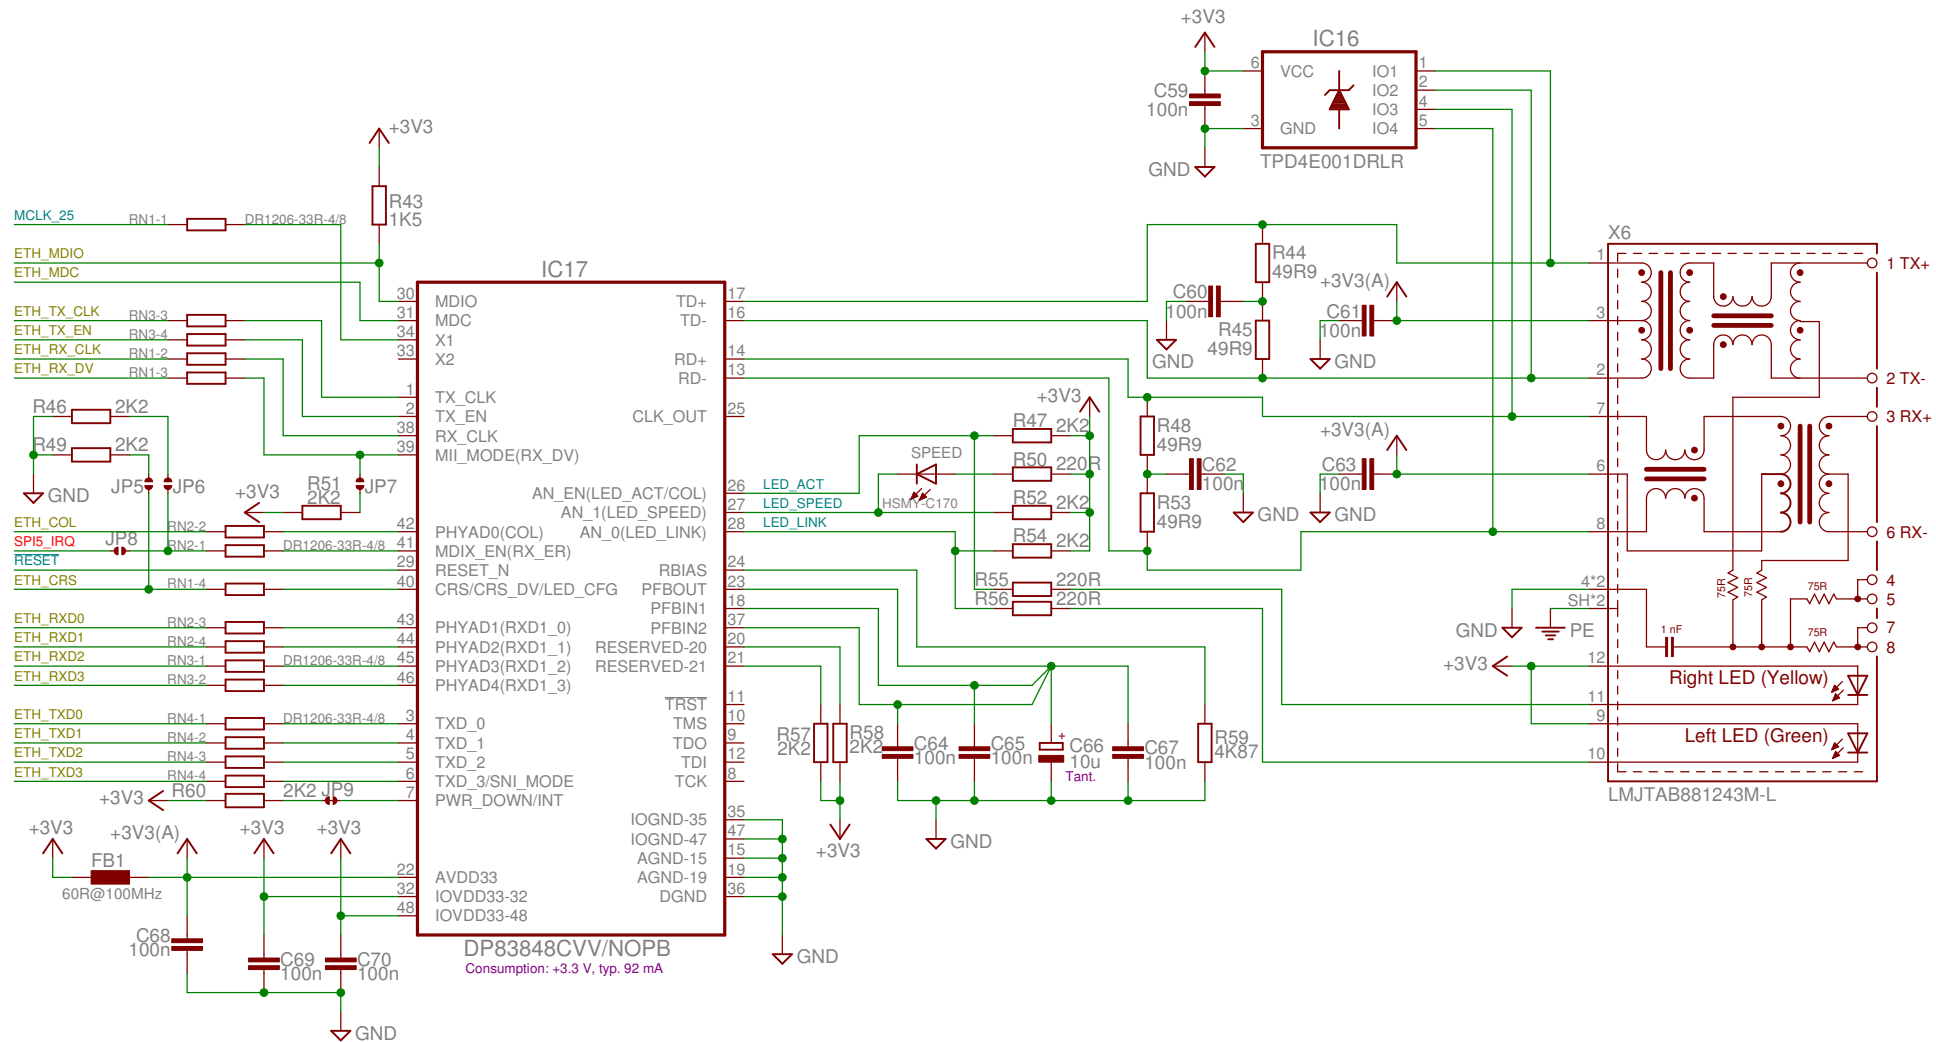 +3V3
IC16
6 VCC IO1 1
IO2 2
IO3 4
3 GND IO4 5
C59
100n
GND
TPD4E001DRLR
+3V3
R43
1K5
MCLK_25 RN1-1 DR1206-33R-4/8
ETH_MDIO
ETH_MDC
ETH_TX_CLK RN3-3
ETH_TX_EN RN3-4
ETH_RX_CLK RN1-2
ETH_RX_DV RN1-3
R46 2K2
R49 2K2
GND
JP5 JP6
+3V3
R51
2K2
JP7
ETH_COL RN2-2
SPI5_IRQ JP8 RN2-1 DR1206-33R-4/8
RESET
ETH_CRS RN1-4
ETH_RXD0 RN2-3
ETH_RXD1 RN2-4
ETH_RXD2 RN3-1 DR1206-33R-4/8
ETH_RXD3 RN3-2
ETH_TXD0 RN4-1 DR1206-33R-4/8
ETH_TXD1 RN4-2
ETH_TXD2 RN4-3
ETH_TXD3 RN4-4
+3V3 R60 2K2 JP9
+3V3
+3V3(A)
+3V3
+3V3
FB1
60R@100MHz
C68
100n
C69
100n
C70
100n
GND
IC17
30 MDIO
31 MDC
34 X1
33 X2
1 TX_CLK
2 TX_EN
38 RX_CLK
39 MII_MODE(RX_DV)
42 PHYAD0(COL)
41 MDIX_EN(RX_ER)
29 RESET_N
40 CRS/CRS_DV/LED_CFG
43 PHYAD1(RXD1_0)
44 PHYAD2(RXD1_1)
45 PHYAD3(RXD1_2)
46 PHYAD4(RXD1_3)
3 TXD_0
4 TXD_1
5 TXD_2
6 TXD_3/SNI_MODE
7 PWR_DOWN/INT
22 AVDD33
32 IOVDD33-32
48 IOVDD33-48
TD+ 17
TD- 16
RD+ 14
RD- 13
CLK_OUT 25
AN_EN(LED_ACT/COL) 26 LED_ACT
AN_1(LED_SPEED) 27 LED_SPEED
AN_0(LED_LINK) 28 LED_LINK
RBIAS 24
PFBOUT 23
PFBIN1 18
PFBIN2 37
RESERVED-20 20
RESERVED-21 21
TRST 11
TMS 10
TDO 9
TDI 12
TCK 8
IOGND-35 35
IOGND-47 47
AGND-15 15
AGND-19 19
DGND 36
DP83848CVV/NOPB
Consumption: +3.3 V, typ. 92 mA
GND
R44
49R9
C60
100n
R45
49R9
GND
+3V3(A)
C61
100n
GND
+3V3
R47 2K2
SPEED
R50 220R
HSMY-C170
R52 2K2
R54 2K2
R55 220R
R56 220R
R48
49R9
C62
100n
R53
49R9
GND
+3V3(A)
C63
100n
GND
R57
2K2
R58
2K2
+3V3
C64
100n
C65
100n
+
C66
10u
Tant.
C67
100n
R59
4K87
GND
X6
1
3
2
7
6
8
4*2
SH*2
12
11
9
10
GND
PE
+3V3
1 TX+
2 TX-
3 RX+
6 RX-
4
5
7
8
75R
75R
75R
75R
1 nF
Right LED (Yellow)
Left LED (Green)
LMJTAB881243M-L